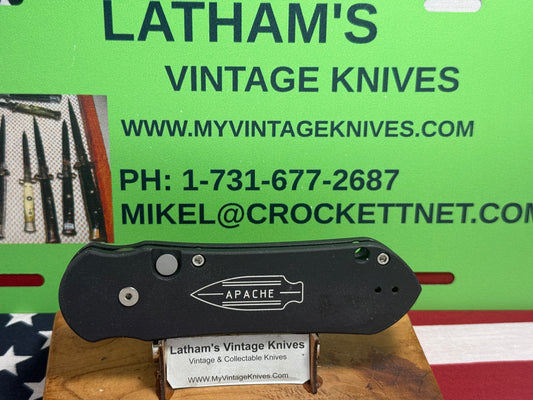 LATHAM'S
VINTAGE KNIVES
WWW.MYVINTAGEKNIVES.COM
PH: 1-731-677-2687
MIKEL@CROCKETTNET.COM
APACHE
Latham's Vintage Knives
Vintage & Collectable Knives
WWW.MyVintageKnives.Com